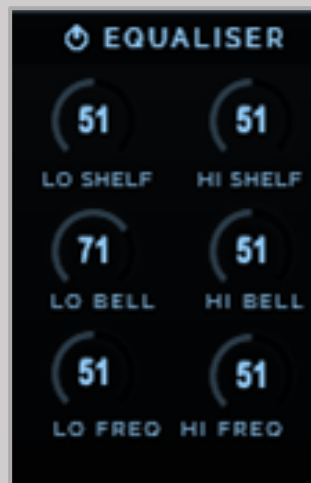 EQUALISER
51 51
LO SHELF HI SHELF
71 51
LO BELL HI BELL
51 51
LO FREQ HI FREQ